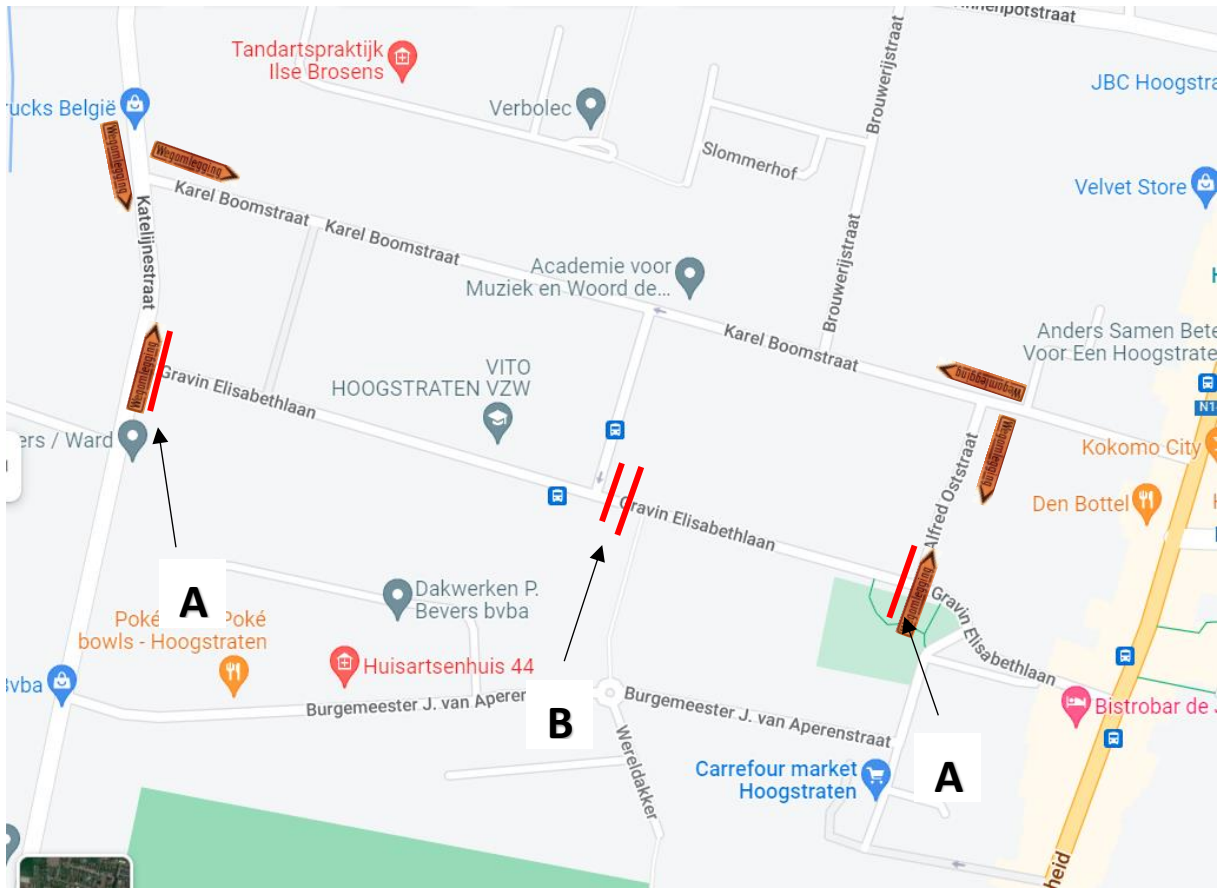 nnenpotstraat
Tandartspraktijk
Ilse Brosens
Brouwerijstraat
JBC Hoogstra
rucks België
Verbolec
Slommerhof
Velvet Store
Wegomlegging
Wegomlegging
Karel Boomstraat
Karel Boomstraat
Katelijnestraat
Brouwerijstraat
Academie voor
Muziek en Woord de...
Karel Boomstraat
Anders Samen Bete
Voor Een Hoogstrate
Wegomlegging
Gravin Elisabethlaan
VITO
HOOGSTRATEN VZW
Wegomlegging
N1
ers / Ward
Kokomo City
Wegomlegging
Alfred Oststraat
Den Bottel
Gravin Elisabethlaan
Wegomlegging
Gravin Elisabethlaan
A
Dakwerken P.
Bevers bvba
Poké Poké
bowls - Hoogstraten
Huisartsenhuis 44
Bvba
Burgemeester J. van Aperen
Burgemeester J. van Aperenstraat
B
Bistrobar de J
Wereldakker
Carrefour market
Hoogstraten
A
heid